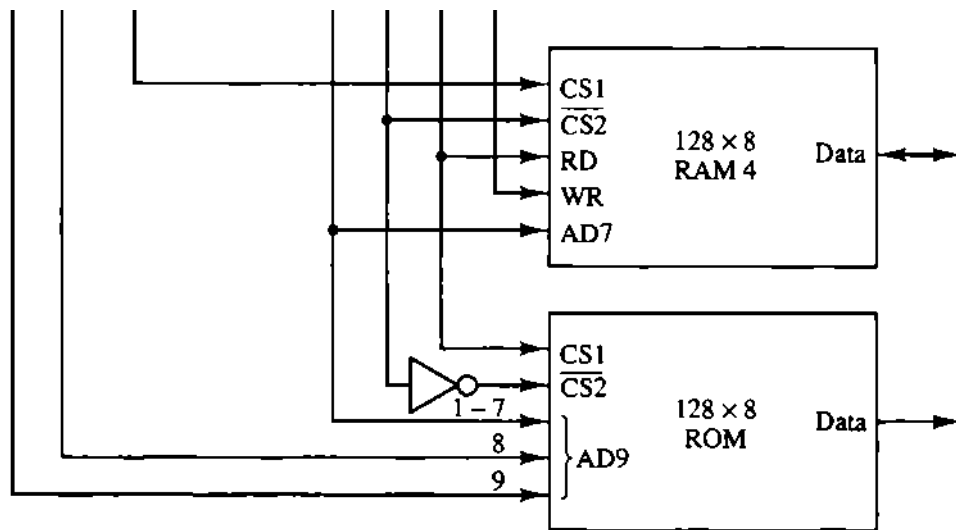 CS1
CS2
RD
WR
AD7
128 × 8
RAM 4
Data
CS1
CS2
1 – 7
8
9
AD9
128 × 8
ROM
Data